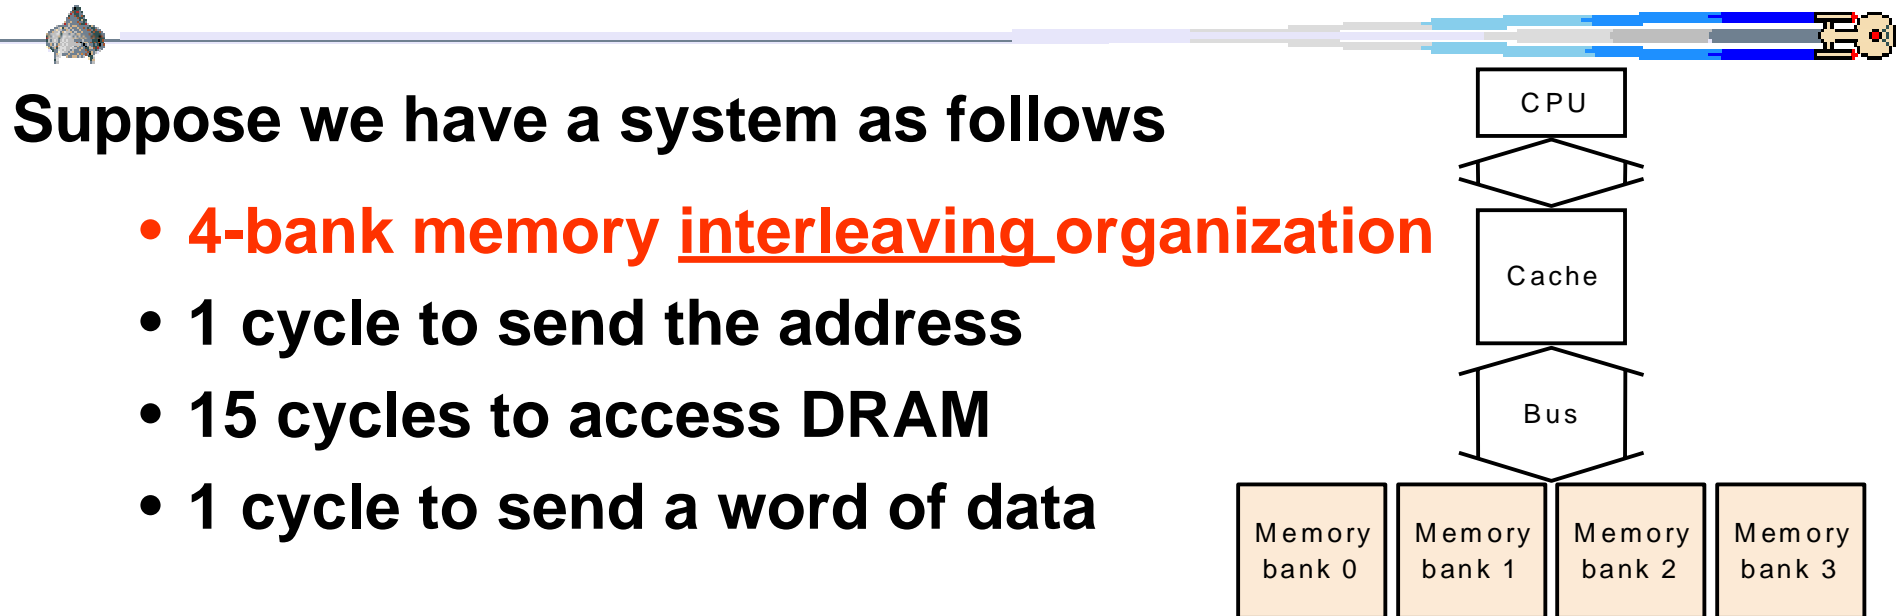 Suppose we have a system as follows
• 4-bank memory interleaving organization
• 1 cycle to send the address
• 15 cycles to access DRAM
• 1 cycle to send a word of data
CPU
Cache
Bus
Memory bank 0
Memory bank 1
Memory bank 2
Memory bank 3